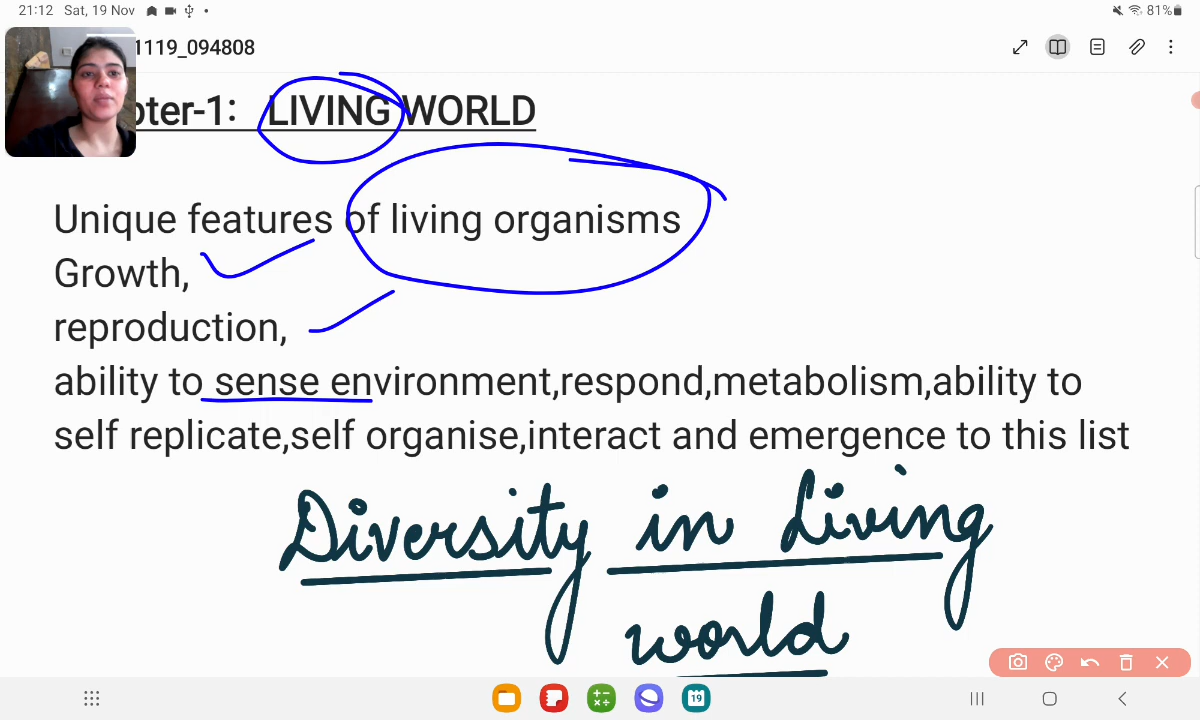 21:12 Sat, 19 Nov
81%
1119_094808
pter-1: LIVING WORLD
Unique features of living organisms
Growth,
reproduction,
ability to sense environment,respond,metabolism,ability to
self replicate,self organise,interact and emergence to this list
Diversity in Living
world
19